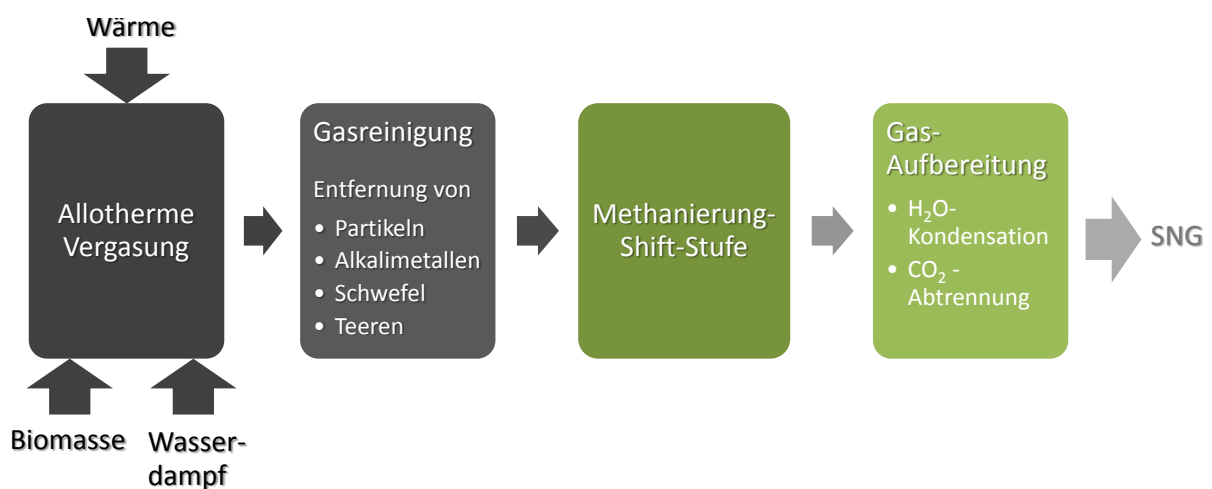 Wärme
Allotherme
Vergasung
Biomasse
Wasser-
dampf
Gasreinigung
Entfernung von
• Partikeln
• Alkalimetallen
• Schwefel
• Teeren
Methanierung-
Shift-Stufe
Gas-
Aufbereitung
• H₂O-
Kondensation
• CO₂ -
Abtrennung
SNG